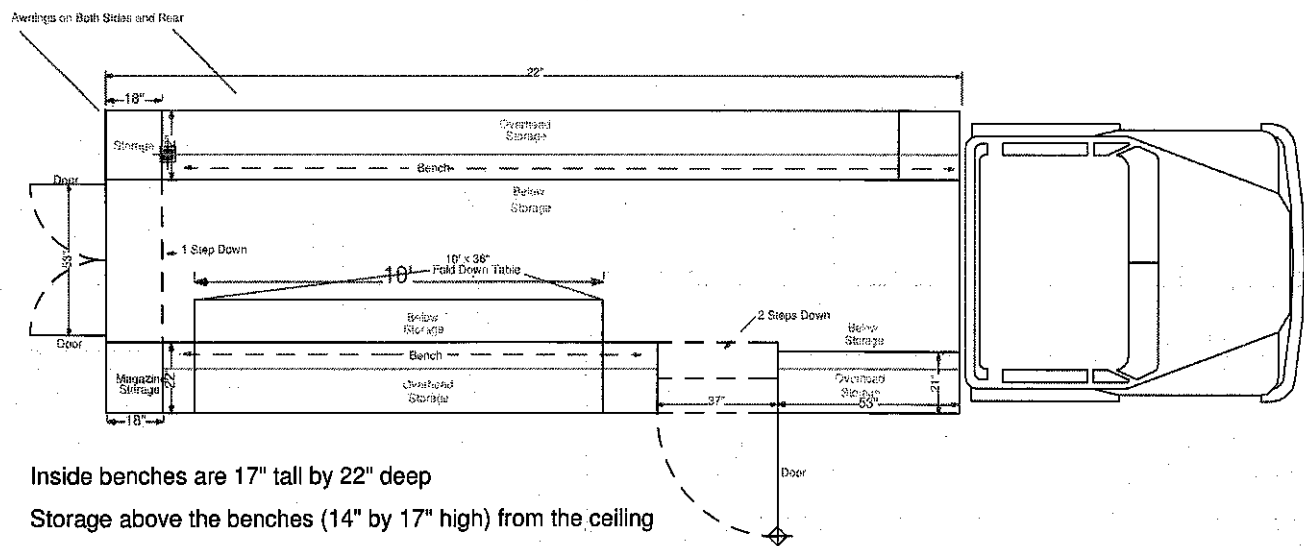 Awnings on Both Sides and Rear
22"
18"
Overhead
Storage
Storage
Bench
Door
Below
Storage
1 Step Down
10' x 36"
10'
Fold Down Table
Below
Storage
2 Steps Down
Below
Storage
Door
Bench
Magazine
Storage
22"
Overhead
Storage
Overhead
Storage
21"
18"
37"
53"
Door
Inside benches are 17" tall by 22" deep
Storage above the benches (14" by 17" high) from the ceiling